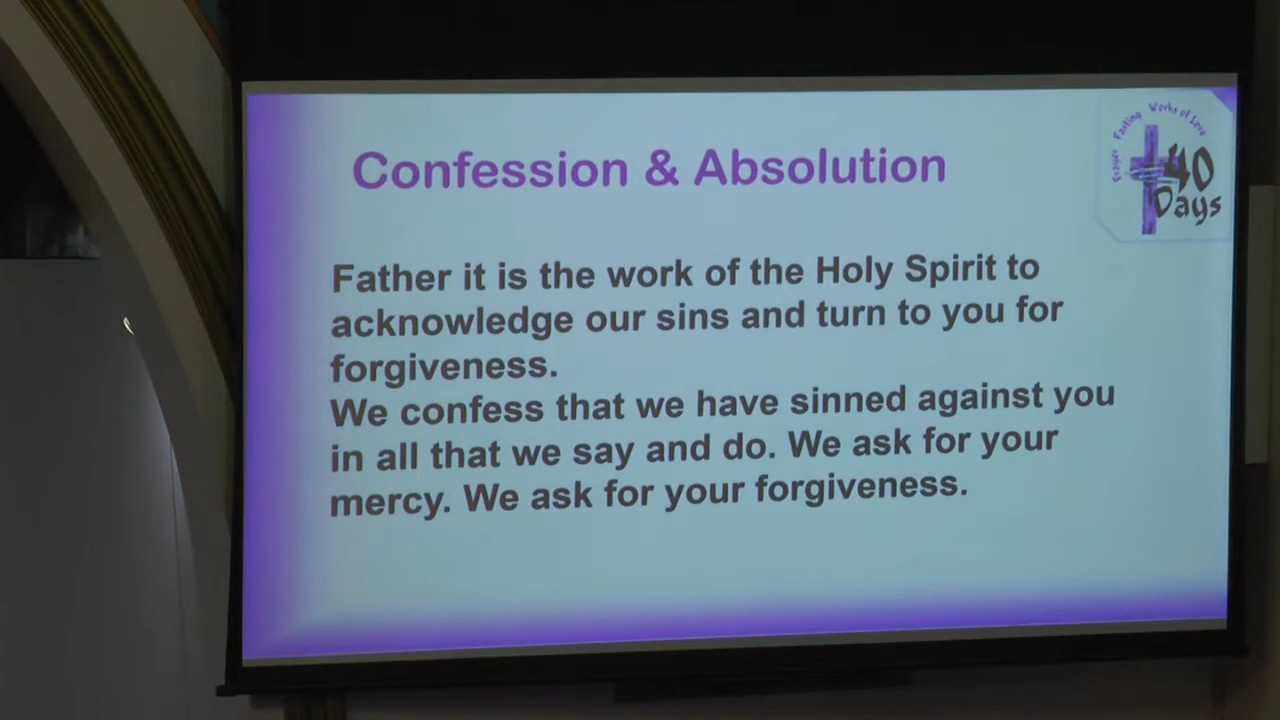 Confession & Absolution
Prayer Fasting Works of Love
40
Days
Father it is the work of the Holy Spirit to
acknowledge our sins and turn to you for
forgiveness.
We confess that we have sinned against you
in all that we say and do. We ask for your
mercy. We ask for your forgiveness.